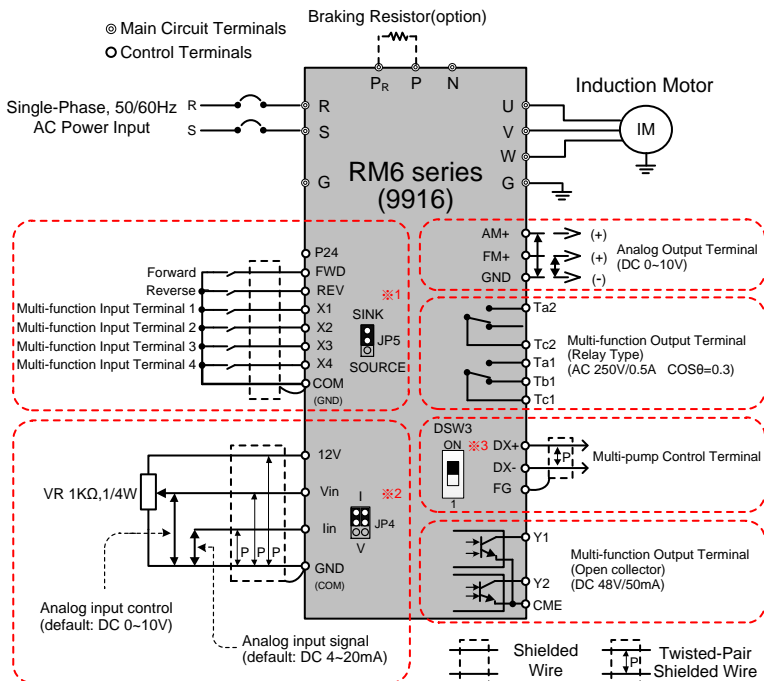 Braking Resistor(option)
Main Circuit Terminals
Control Terminals
PR P N
Induction Motor
Single-Phase, 50/60Hz
AC Power Input
R
S
R
S
G
U
V
W
G
IM
RM6 series
(9916)
P24
Forward FWD
Reverse REV
Multi-function Input Terminal 1 X1
Multi-function Input Terminal 2 X2
Multi-function Input Terminal 3 X3
Multi-function Input Terminal 4 X4
COM
(GND)
※1
SINK
JP5
SOURCE
AM+ (+)
FM+ (+)
GND (-)
Analog Output Terminal
(DC 0~10V)
Ta2
Tc2
Ta1
Tb1
Tc1
Multi-function Output Terminal
(Relay Type)
(AC 250V/0.5A COSθ=0.3)
DSW3
ON ※3
1
DX+
DX-
FG
P
Multi-pump Control Terminal
12V
Vin
Iin
GND
(COM)
VR 1KΩ,1/4W
P P P
I
※2
JP4
V
Analog input control
(default: DC 0~10V)
Analog input signal
(default: DC 4~20mA)
Y1
Y2
CME
Multi-function Output Terminal
(Open collector)
(DC 48V/50mA)
Shielded
Wire
P
Twisted-Pair
Shielded Wire